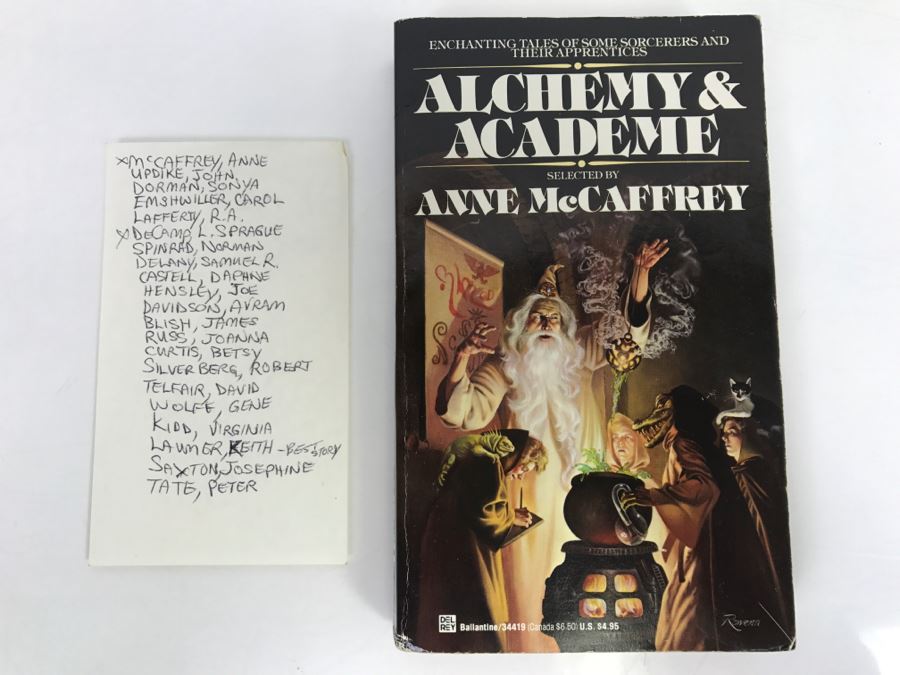 xMcCAFFREY, ANNE
UPDIKE, JOHN
DORMAN, SONYA
EMSHWILLER, CAROL
LAFFERTY, R.A.
xDeCAMP, L. SPRAGUE
SPINRAD, NORMAN
DELANY, SAMUEL R.
CASTELL, DAPHNE
HENSLEY, JOE
DAVIDSON, AVRAM
BLISH, JAMES
RUSS, JOANNA
CURTIS, BETSY
SILVERBERG, ROBERT
TELFAIR, DAVID
WOLFE, GENE
KIDD, VIRGINIA
LAUMER KEITH - BEST STORY
SAXTON, JOSEPHINE
TATE, PETER
ENCHANTING TALES OF SOME SORCERERS AND
THEIR APPRENTICES
ALCHEMY &
ACADEME
SELECTED BY
ANNE McCAFFREY
DEL
REY
Ballantine/34419 (Canada $6.50) U.S. $4.95
Rowena